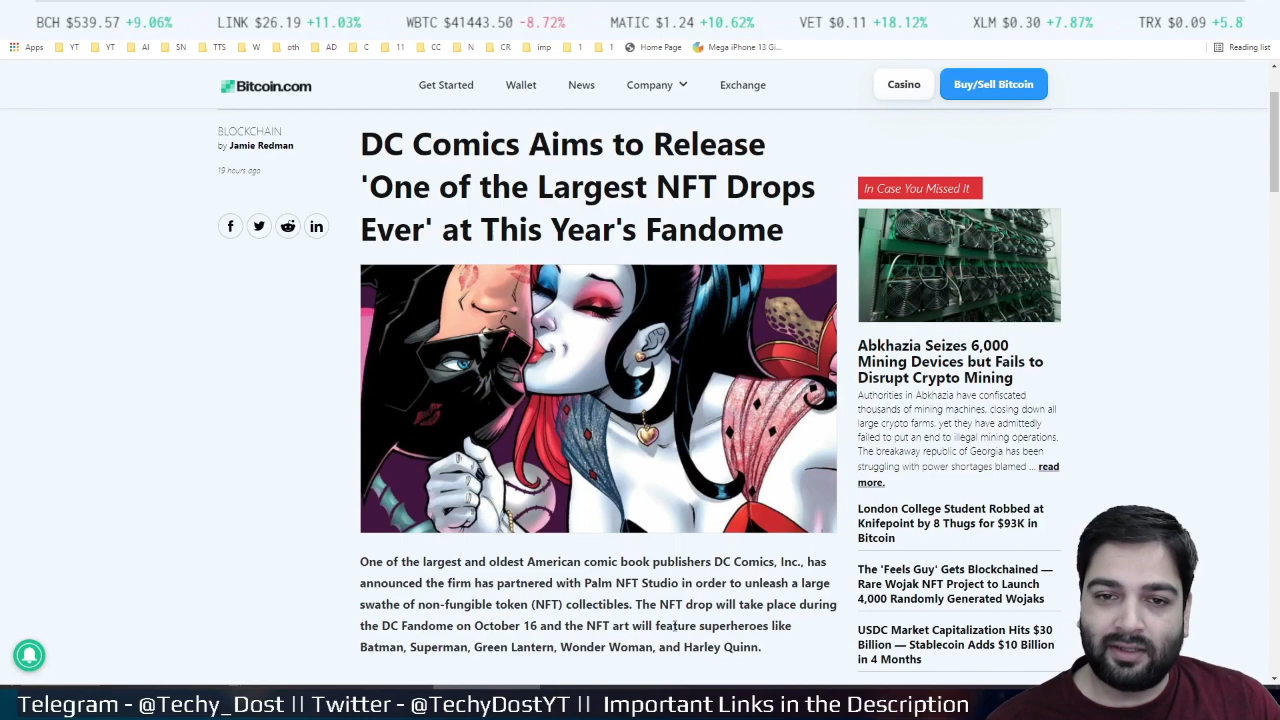 BCH $539.57 +9.06% LINK $26.19 +11.03% WBTC $41443.50 -8.72% MATIC $1.24 +10.62% VET $0.11 +18.12% XLM $0.30 +7.87% TRX $0.09 +5.8
Apps YT YT AI SN TTS W oth AD C 11 CC N CR imp 1 1 Home Page Mega iPhone 13 Gi... Reading list
Bitcoin.com Get Started Wallet News Company Exchange Casino Buy/Sell Bitcoin
BLOCKCHAIN
by Jamie Redman
19 hours ago
DC Comics Aims to Release
'One of the Largest NFT Drops
Ever' at This Year's Fandome
One of the largest and oldest American comic book publishers DC Comics, Inc., has
announced the firm has partnered with Palm NFT Studio in order to unleash a large
swathe of non-fungible token (NFT) collectibles. The NFT drop will take place during
the DC Fandome on October 16 and the NFT art will feature superheroes like
Batman, Superman, Green Lantern, Wonder Woman, and Harley Quinn.
In Case You Missed It
Abkhazia Seizes 6,000
Mining Devices but Fails to
Disrupt Crypto Mining
Authorities in Abkhazia have confiscated
thousands of mining machines, closing down all
large crypto farms, yet they have admittedly
failed to put an end to illegal mining operations.
The breakaway republic of Georgia has been
struggling with power shortages blamed ... read
more.
London College Student Robbed at
Knifepoint by 8 Thugs for $93K in
Bitcoin
The 'Feels Guy' Gets Blockchained —
Rare Wojak NFT Project to Launch
4,000 Randomly Generated Wojaks
USDC Market Capitalization Hits $30
Billion — Stablecoin Adds $10 Billion
in 4 Months
Telegram - @Techy_Dost || Twitter - @TechyDostYT || Important Links in the Description